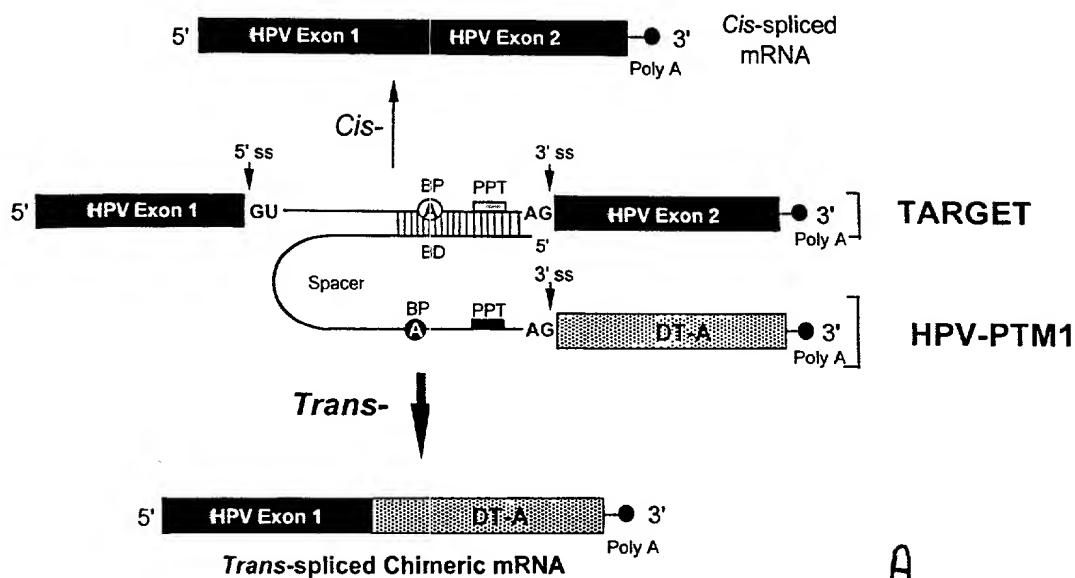 5' HPV Exon 1 HPV Exon 2 3' Cis-spliced
mRNA
Poly A
Cis-
5' ss 3' ss
BP PPT
5' HPV Exon 1 GU A AG HPV Exon 2 3' TARGET
Poly A
BD 5'
Spacer 3' ss
BP PPT
A AG DT-A 3' HPV-PTM1
Poly A
Trans-
5' HPV Exon 1 DT-A 3'
Poly A
Trans-spliced Chimeric mRNA
A